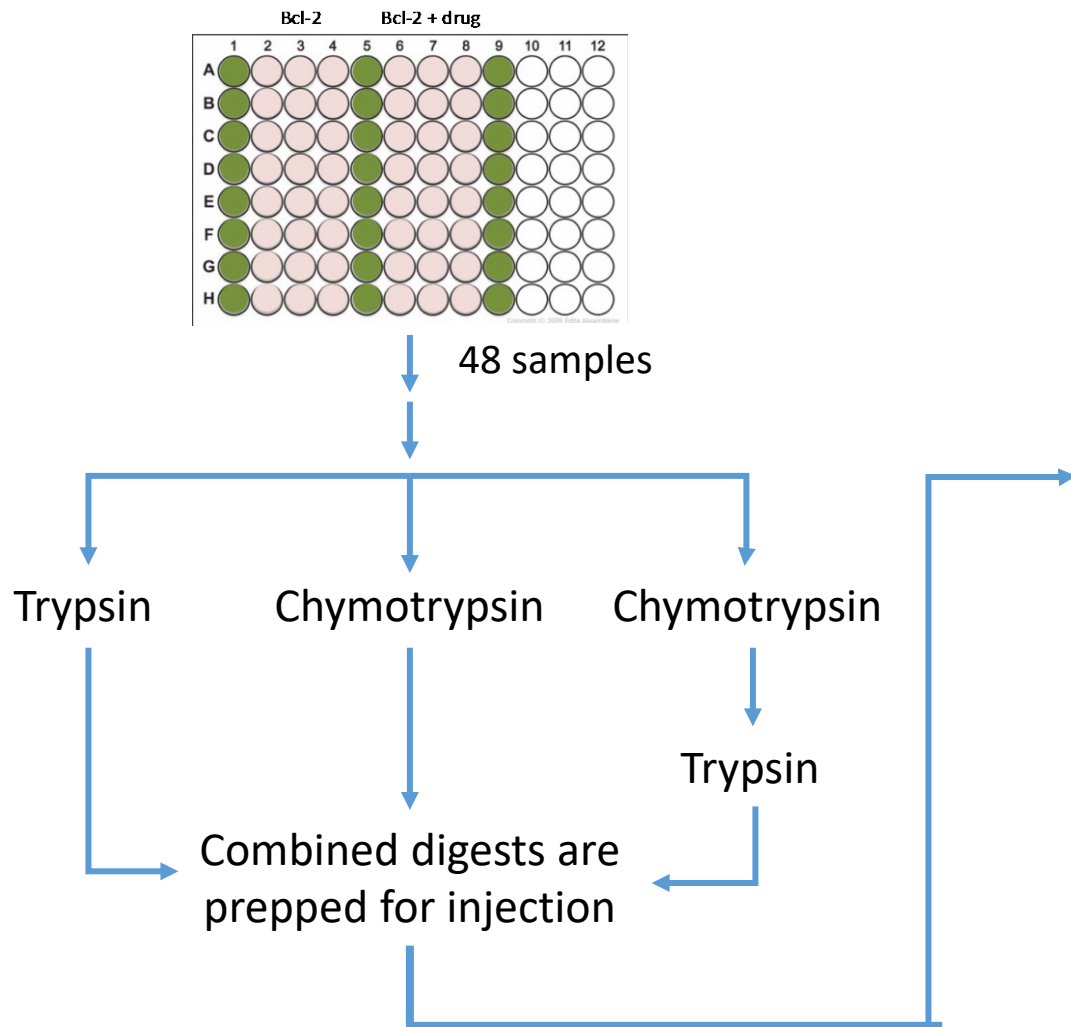 Bcl-2 Bcl-2 + drug
1 2 3 4 5 6 7 8 9 10 11 12
A
B
C
D
E
F
G
H
48 samples
Trypsin Chymotrypsin Chymotrypsin
Trypsin
Combined digests are
prepped for injection